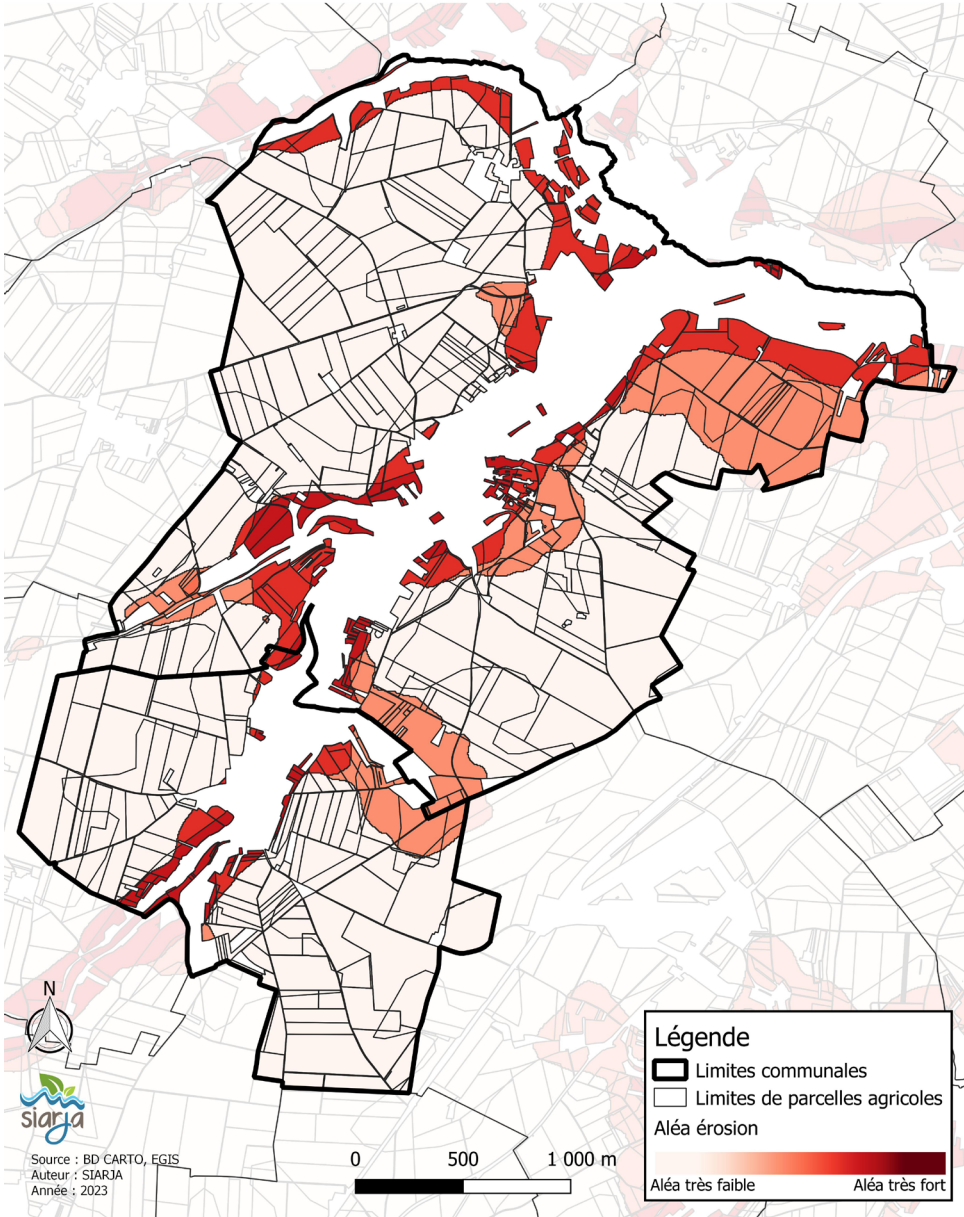 N
siarja
Source : BD CARTO, EGIS
Auteur : SIARJA
Année : 2023
0 500 1 000 m
Légende
Limites communales
Limites de parcelles agricoles
Aléa érosion
Aléa très faible Aléa très fort